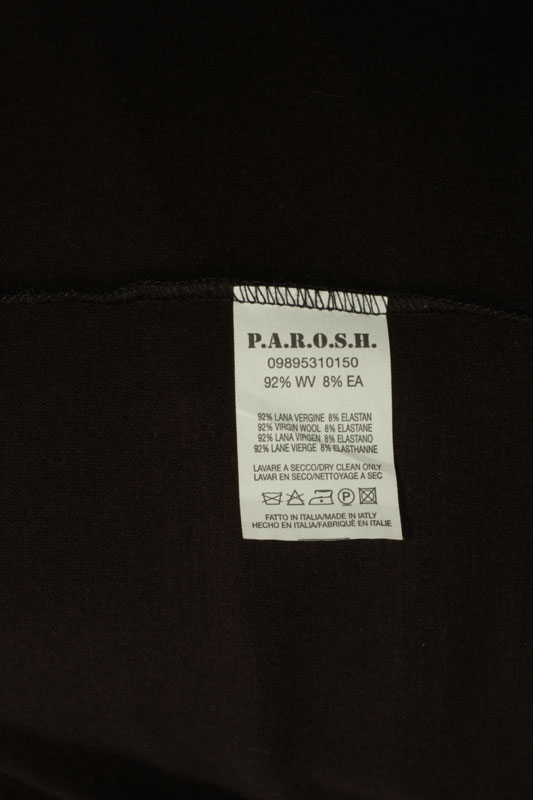 P.A.R.O.S.H.
09895310150
92% WV 8% EA
92% LANA VERGINE 8% ELASTAN
92% VIRGIN WOOL 8% ELASTANE
92% LANA VIRGEN 8% ELASTANO
92% LANE VIERGE 8% ELASTHANNE
LAVARE A SECCO/DRY CLEAN ONLY
LAVAR EN SECO/NETTOYAGE A SEC
P
FATTO IN ITALIA/MADE IN IATLY
HECHO EN ITALIA/FABRIQUÈ EN ITALIE